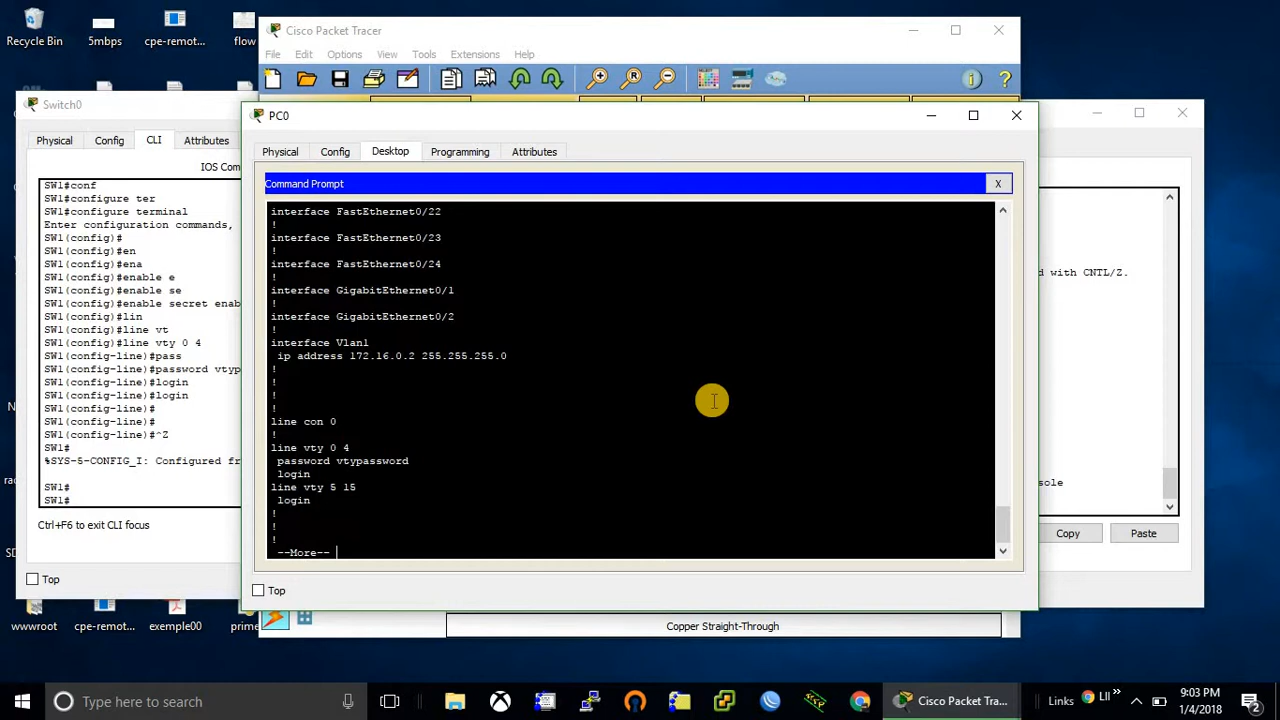 Recycle Bin
5mbps
cpe-remot...
flow
Cisco Packet Tracer
File Edit Options View Tools Extensions Help
Switch0
Physical Config CLI Attributes
SW1#conf
SW1#configure ter
SW1#configure terminal
Enter configuration commands,
SW1(config)#
SW1(config)#en
SW1(config)#ena
SW1(config)#enable e
SW1(config)#enable se
SW1(config)#enable secret enab
SW1(config)#lin
SW1(config)#line vt
SW1(config)#line vty 0 4
SW1(config-line)#pass
SW1(config-line)#password vtyp
SW1(config-line)#login
SW1(config-line)#login
SW1(config-line)#
SW1(config-line)#
SW1(config-line)#^Z
SW1#
%SYS-5-CONFIG_I: Configured fr
SW1#
SW1#
Ctrl+F6 to exit CLI focus
Top
PC0
Physical Config Desktop Programming Attributes
Command Prompt
X
interface FastEthernet0/22
!
interface FastEthernet0/23
!
interface FastEthernet0/24
!
interface GigabitEthernet0/1
!
interface GigabitEthernet0/2
!
interface Vlan1
ip address 172.16.0.2 255.255.255.0
!
!
!
!
line con 0
!
line vty 0 4
password vtypassword
login
line vty 5 15
login
!
!
!
--More--
Top
d with CNTL/Z.
sole
Copy
Paste
wwwroot
cpe-remot...
exemple00
prime
Copper Straight-Through
Type here to search
Cisco Packet Tra...
Links
9:03 PM
1/4/2018
2